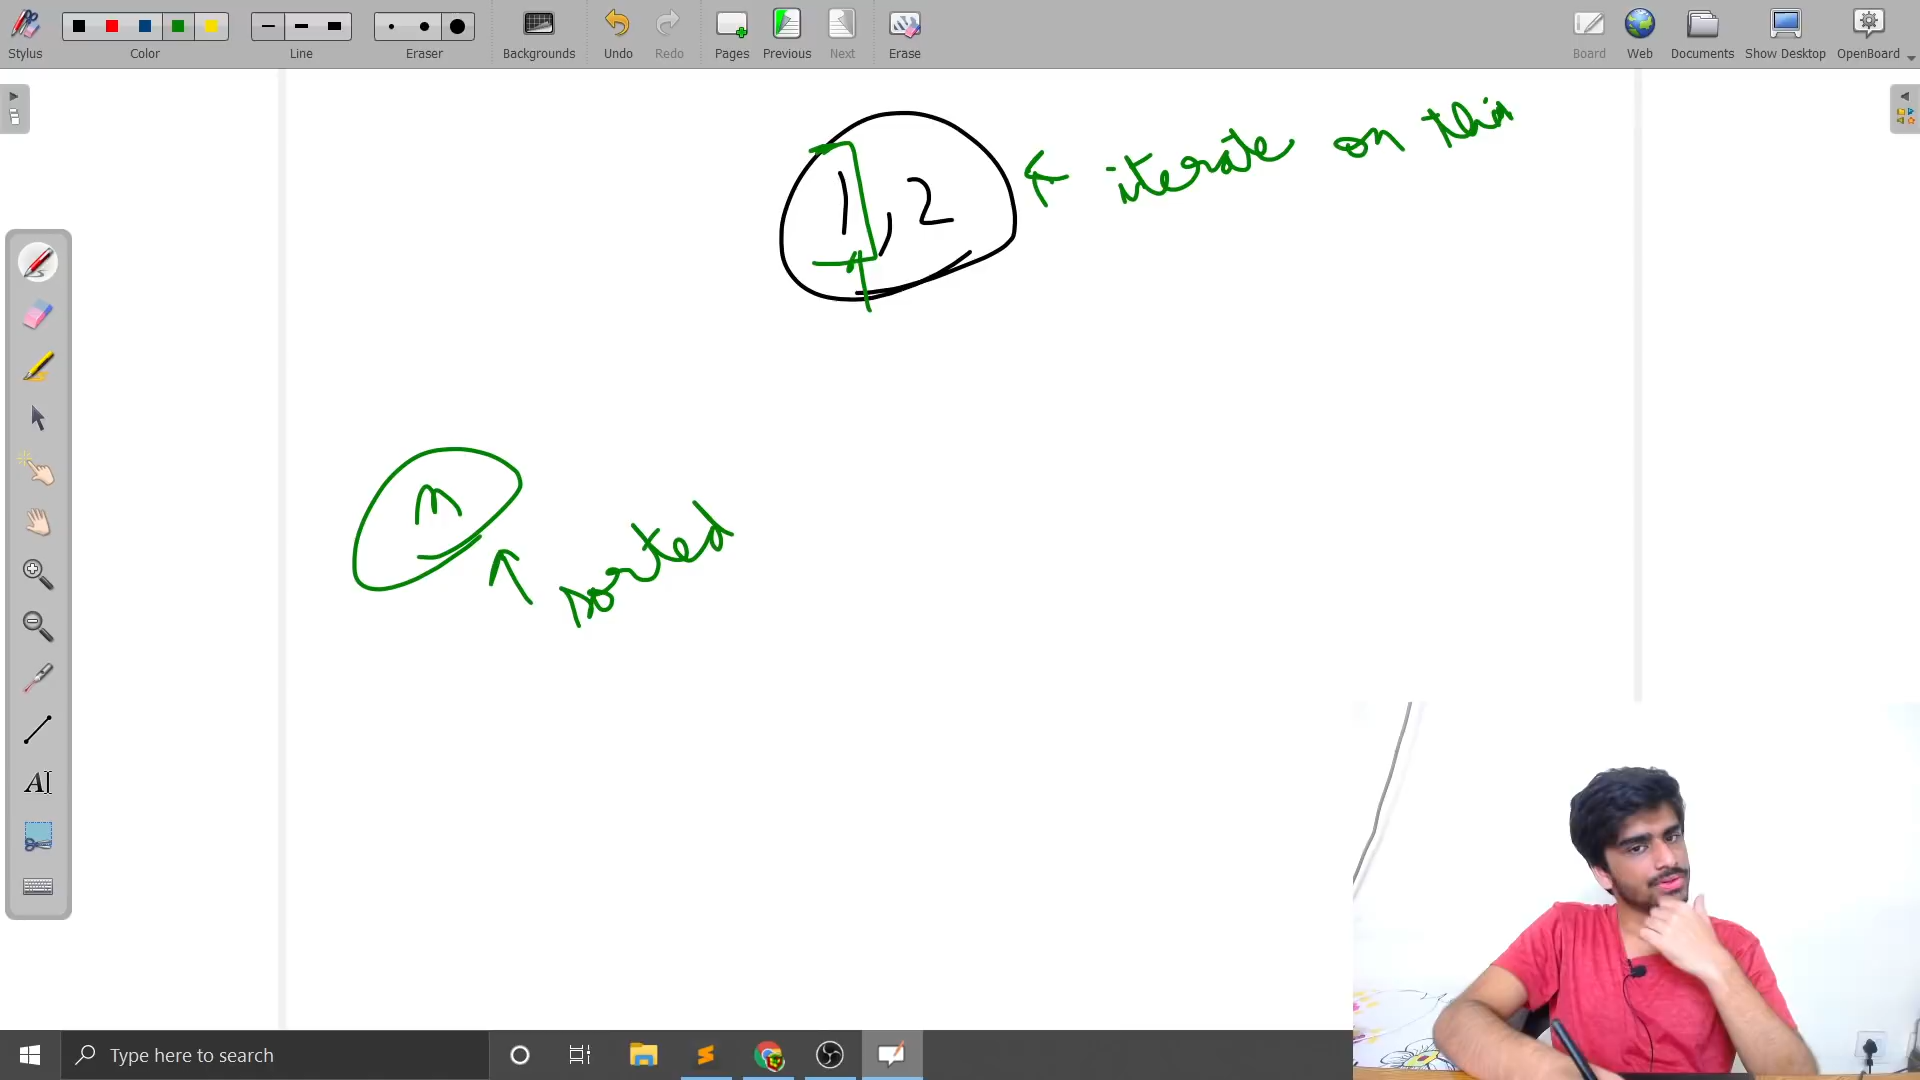 Stylus
Color
Line
Eraser
Backgrounds
Undo
Redo
Pages
Previous
Next
Erase
Board
Web
Documents
Show Desktop
OpenBoard
1,2
iterate on this
n
sorted
AI
Type here to search